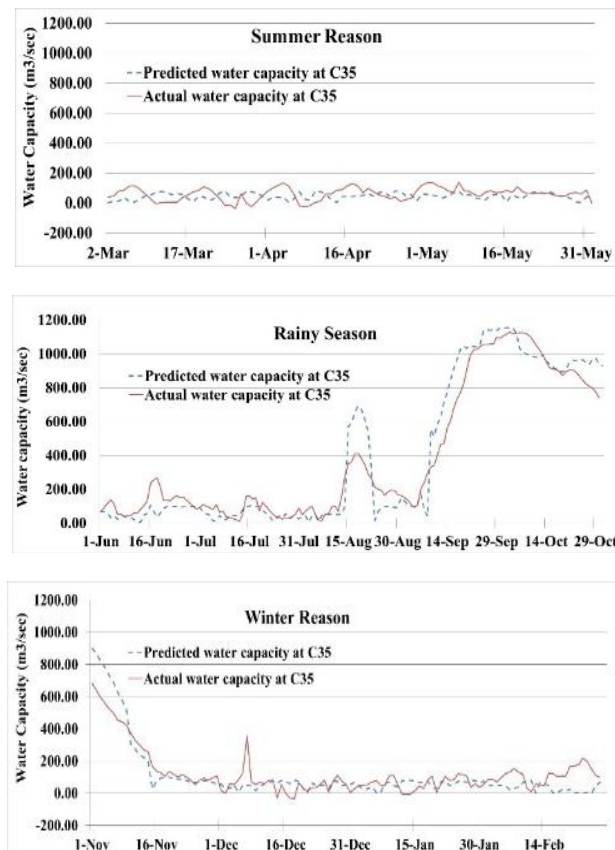 Summer Reason
Predicted water capacity at C35
Actual water capacity at C35
Water Capacity (m3/sec)
1200.00
1000.00
800.00
600.00
400.00
200.00
0.00
-200.00
2-Mar 17-Mar 1-Apr 16-Apr 1-May 16-May 31-May
Rainy Season
Predicted water capacity at C35
Actual water capacity at C35
Water capacity (m3/sec)
1200.00
1000.00
800.00
600.00
400.00
200.00
0.00
1-Jun 16-Jun 1-Jul 16-Jul 31-Jul 15-Aug 30-Aug 14-Sep 29-Sep 14-Oct 29-Oct
Winter Reason
Predicted water capacity at C35
Actual water capacity at C35
Water Capacity (m3/sec)
1200.00
1000.00
800.00
600.00
400.00
200.00
0.00
-200.00
1-Nov 16-Nov 1-Dec 16-Dec 31-Dec 15-Jan 30-Jan 14-Feb